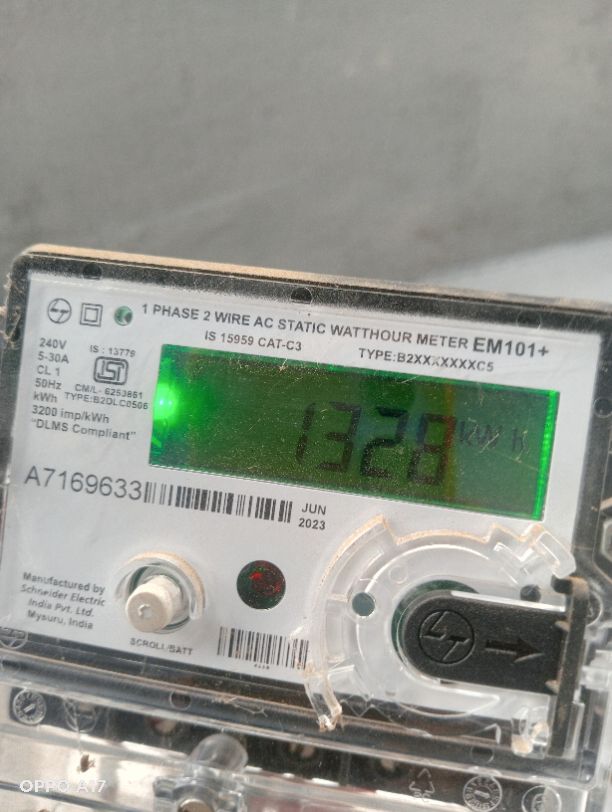 1 PHASE 2 WIRE AC STATIC WATTHOUR METER EM101+
IS 15959 CAT-C3 TYPE:B2XXXXXXXC5
240V
5-30A
CL 1
50Hz
kWh
3200 imp/kWh
"DLMS Compliant"
IS : 13779
CM/L- 6253861
TYPE:B2DLC0506
1328 kW h
A7169633
JUN
2023
Manufactured by
Schneider Electric
India Pvt. Ltd.
Mysuru, India
SCROLL/BATT
OPPO A17